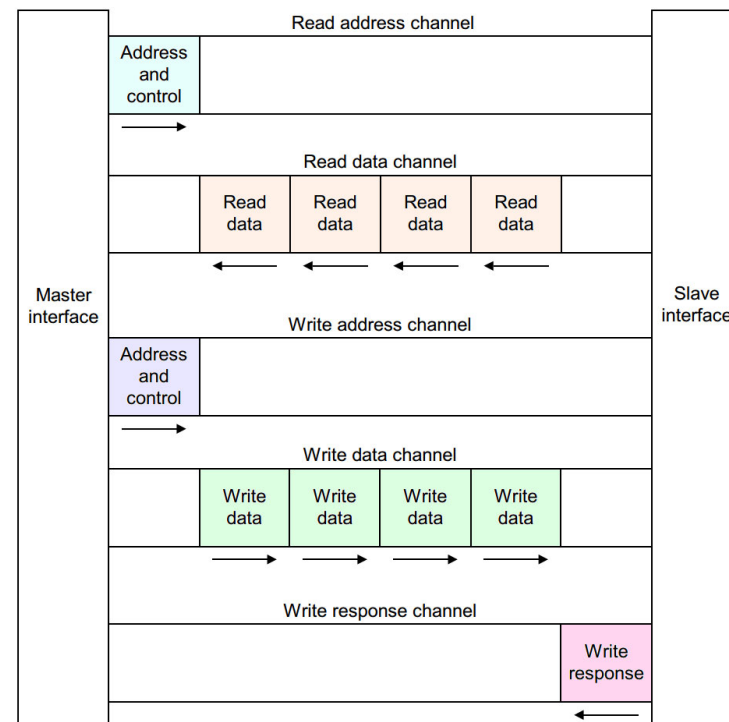 Read address channel
Address
and
control
Read data channel
Read
data
Read
data
Read
data
Read
data
Master
interface
Slave
interface
Write address channel
Address
and
control
Write data channel
Write
data
Write
data
Write
data
Write
data
Write response channel
Write
response